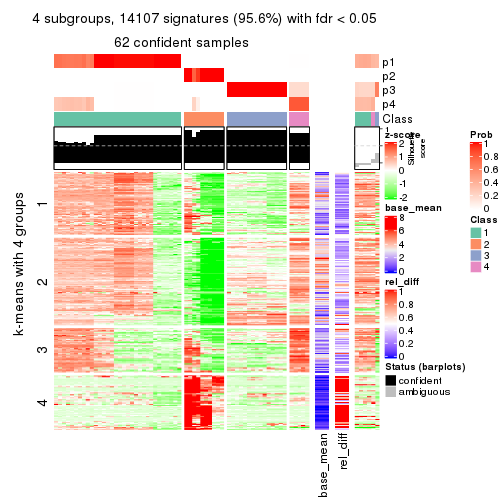 4 subgroups, 14107 signatures (95.6%) with fdr < 0.05
62 confident samples
p1
p2
p3
p4
Class
1
Silhouette
score
z-score
2
1
0
-1
-2
Prob
1
0.8
0.6
0.4
0.2
0
base_mean
8
6
4
2
0
Class
1
2
3
4
rel_diff
1
0.8
0.6
0.4
0.2
0
Status (barplots)
confident
ambiguous
k-means with 4 groups
1
2
3
4
base_mean
rel_diff